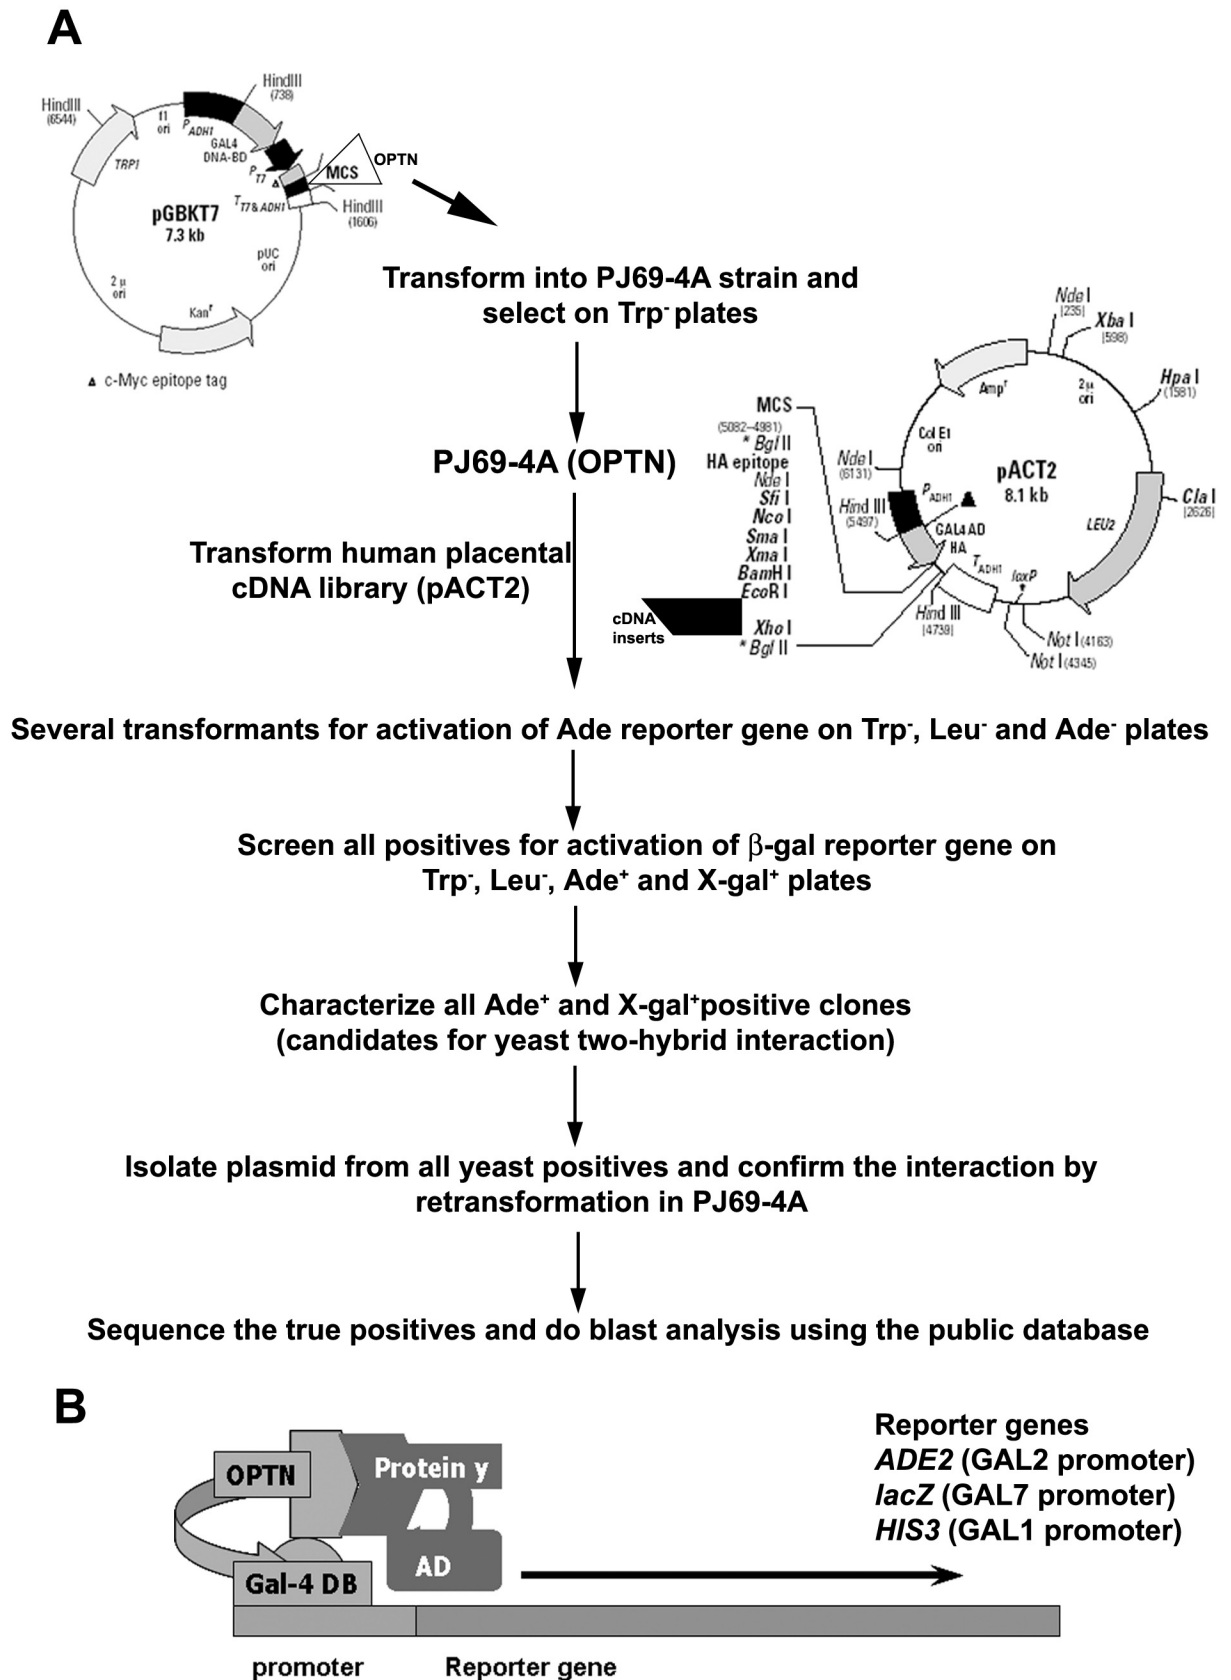 A
HindIII
(738)
HindIII
(6544)
f1
ori
PADH1
GAL4
DNA-BD
TRP1
PT7
MCS
OPTN
TT7&ADH1
HindIII
(1606)
pGBKT7
7.3 kb
pUC
ori
2 μ
ori
Kanr
▲ c-Myc epitope tag
Transform into PJ69-4A strain and
select on Trp- plates
PJ69-4A (OPTN)
Transform human placental
cDNA library (pACT2)
Nde I
(235)
Xba I
(598)
Hpa I
(1581)
Ampr
2 μ
ori
MCS
(5082–4981)
* Bgl II
HA epitope
Nde I
Sfi I
Nco I
Sma I
Xma I
BamH I
EcoR I
cDNA
inserts
Xho I
* Bgl II
Col E1
ori
Nde I
(6131)
pACT2
8.1 kb
PADH1
Hind III
(5497)
GAL4 AD
HA
Cla I
(2626)
LEU2
TADH1
loxP
Hind III
(4739)
Not I (4163)
Not I (4345)
Several transformants for activation of Ade reporter gene on Trp-, Leu- and Ade- plates
Screen all positives for activation of β-gal reporter gene on
Trp-, Leu-, Ade+ and X-gal+ plates
Characterize all Ade+ and X-gal+positive clones
(candidates for yeast two-hybrid interaction)
Isolate plasmid from all yeast positives and confirm the interaction by
retransformation in PJ69-4A
Sequence the true positives and do blast analysis using the public database
B
OPTN
Protein y
Gal-4 DB
AD
Reporter genes
ADE2 (GAL2 promoter)
lacZ (GAL7 promoter)
HIS3 (GAL1 promoter)
promoter
Reporter gene